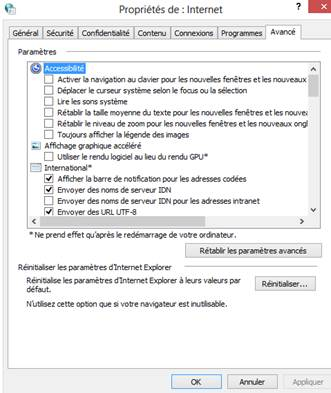 Propriétés de : Internet
?
Général Sécurité Confidentialité Contenu Connexions Programmes Avancé
Paramètres
Accessibilité
Activer la navigation au clavier pour les nouvelles fenêtres et les nouveaux
Déplacer le curseur système selon le focus ou la sélection
Lire les sons système
Rétablir la taille moyenne du texte pour les nouvelles fenêtres et les
Rétablir le niveau de zoom pour les nouvelles fenêtres et les nouveaux ongl
Toujours afficher la légende des images
Affichage graphique accéléré
Utiliser le rendu logiciel au lieu du rendu GPU*
International*
Afficher la barre de notification pour les adresses codées
Envoyer des noms de serveur IDN
Envoyer des noms de serveur IDN pour les adresses intranet
Envoyer des URL UTF-8
*Ne prend effet qu'après le redémarrage de votre ordinateur.
Rétablir les paramètres avancés
Réinitialiser les paramètres d'Internet Explorer
Réinitialise les paramètres d'Internet Explorer à leurs valeurs par
défaut.
Réinitialiser...
N'utilisez cette option que si votre navigateur est inutilisable.
OK Annuler Appliquer